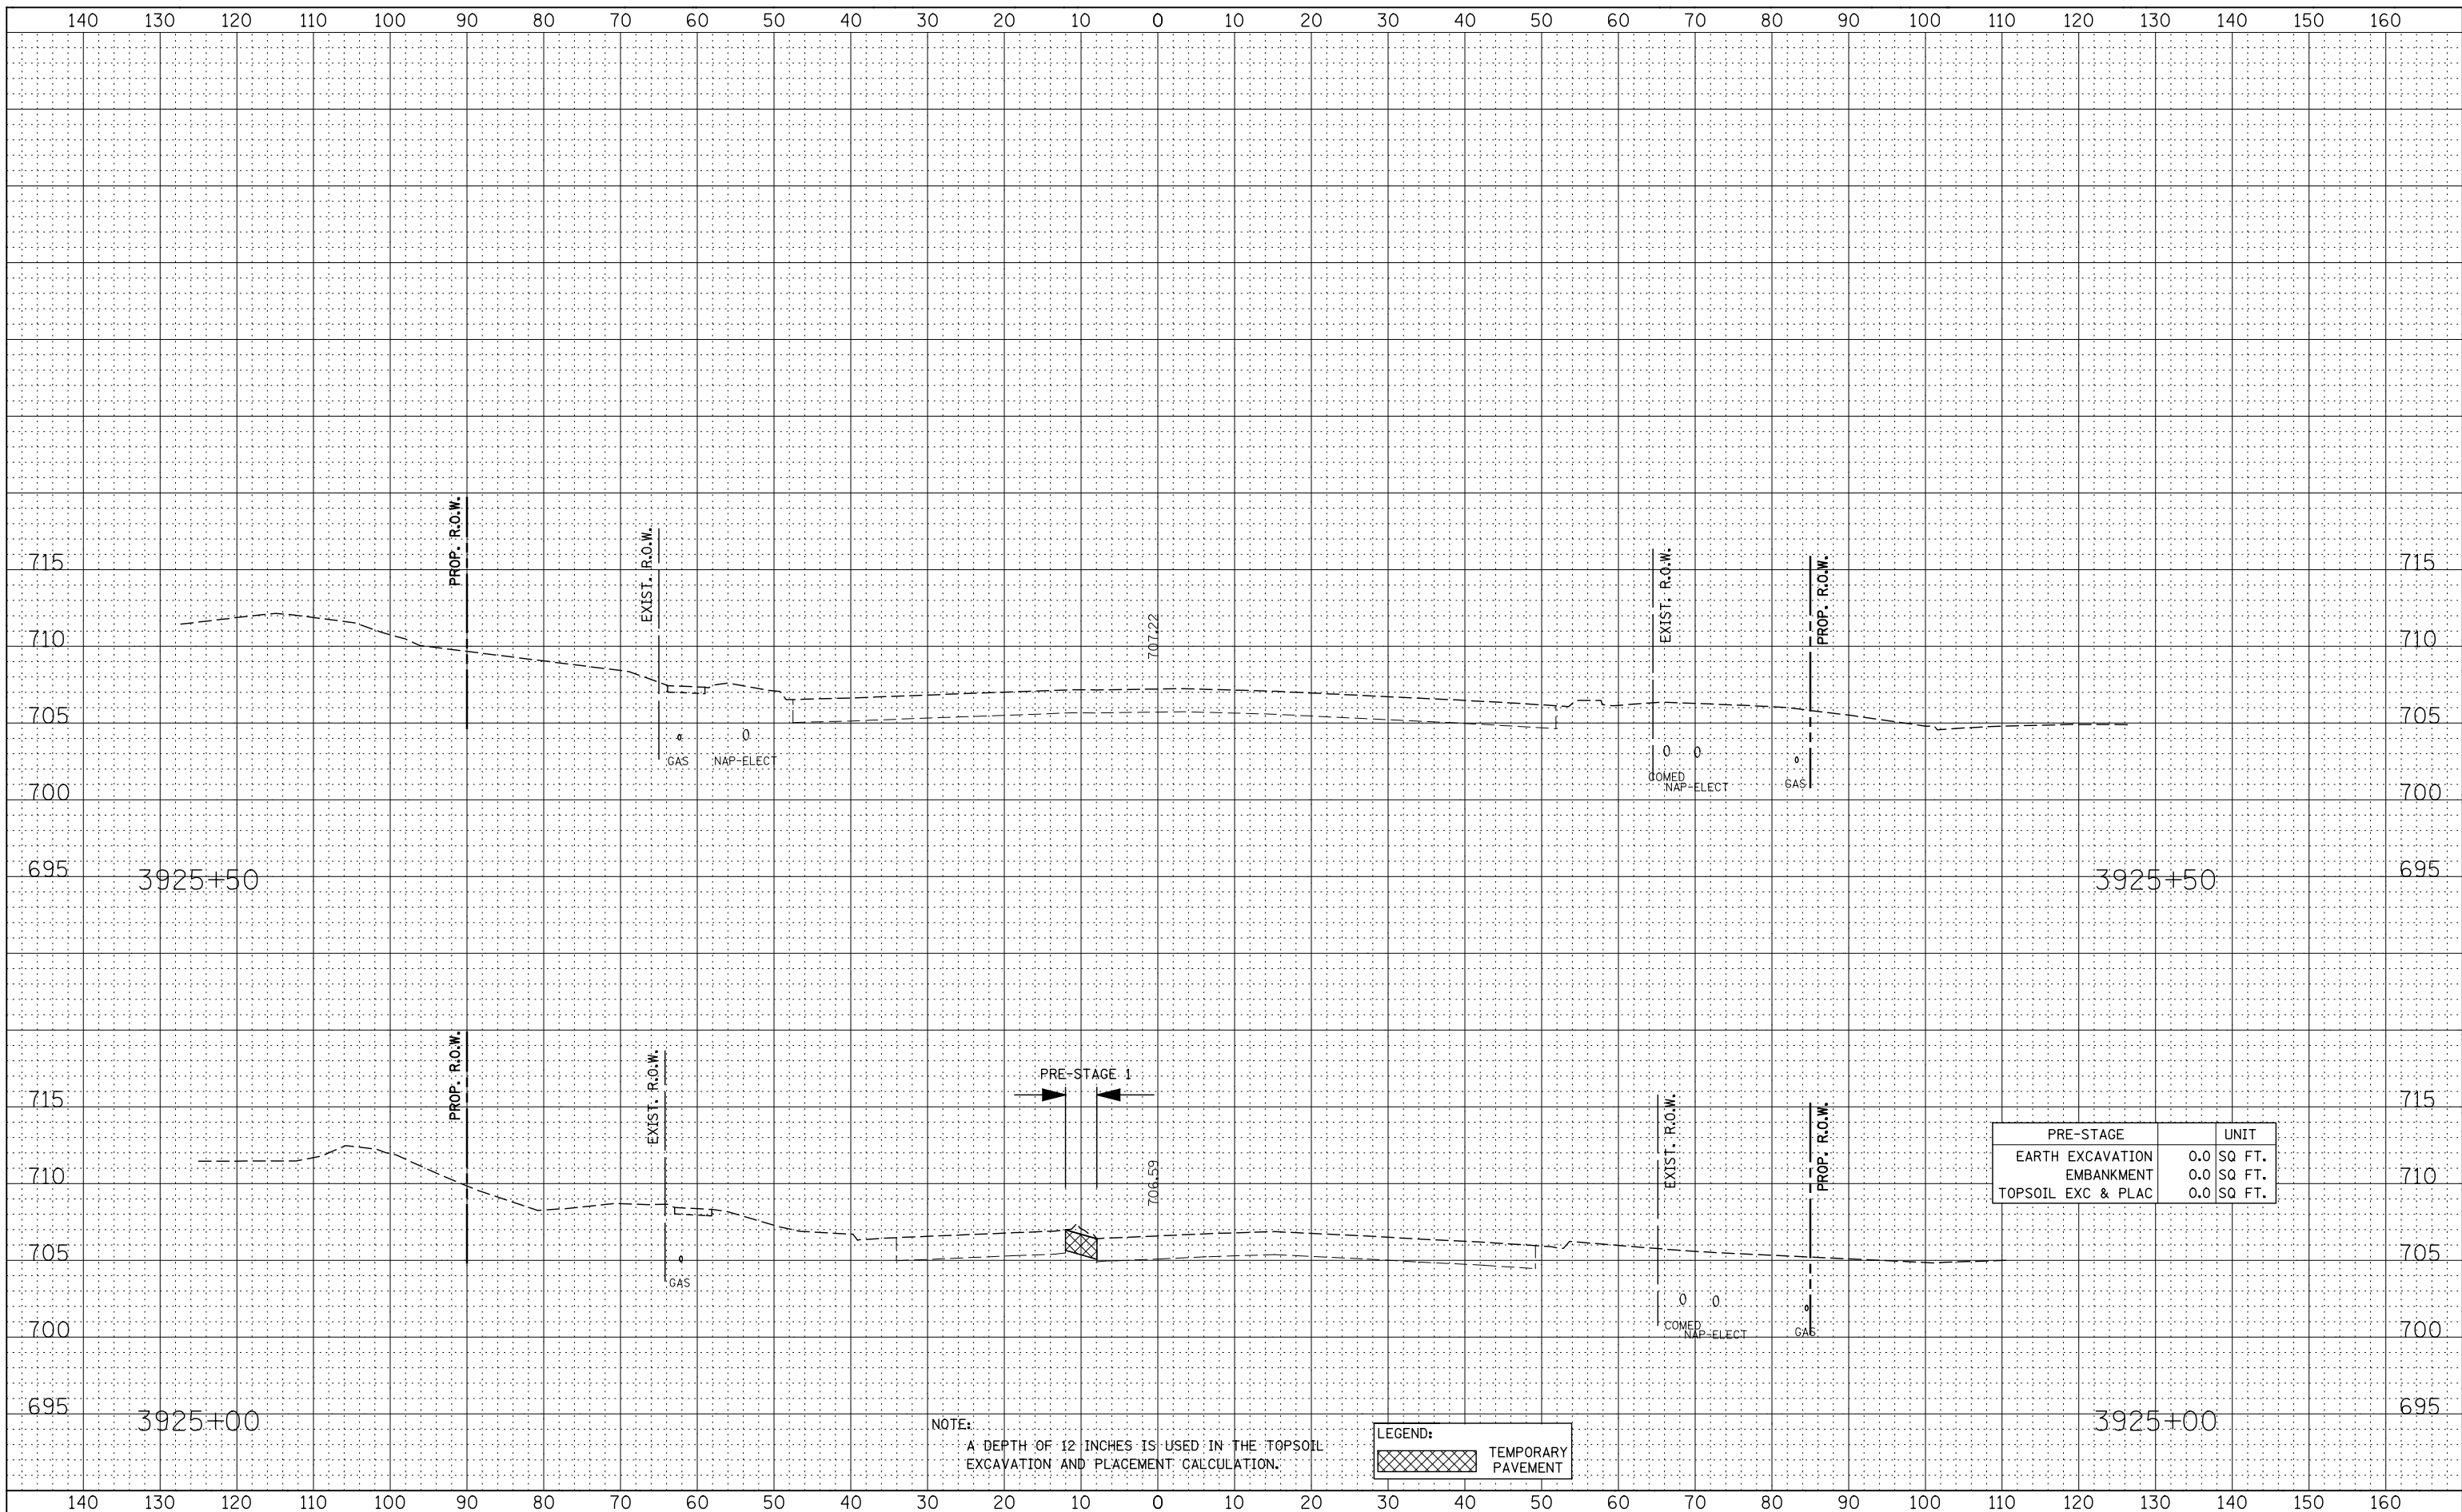 140 130 120 110 100 90 80 70 60 50 40 30 20 10 0 10 20 30 40 50 60 70 80 90 100 110 120 130 140 150 160
PROP. R.O.W.
EXIST. R.O.W.
EXIST. R.O.W.
PROP. R.O.W.
715 715
707.22
710 710
705 705
GAS NAP-ELECT
COMED
NAP-ELECT
GAS
700 700
695 695
3925+50 3925+50
PROP. R.O.W.
EXIST. R.O.W.
PRE-STAGE 1
EXIST. R.O.W.
PROP. R.O.W.
715 715
PRE-STAGE UNIT
EARTH EXCAVATION 0.0 SQ FT.
EMBANKMENT 0.0 SQ FT.
TOPSOIL EXC & PLAC 0.0 SQ FT.
706.59
710 710
705 705
GAS
COMED
NAP-ELECT
GAS
700 700
695 695
3925+00 3925+00
NOTE:
A DEPTH OF 12 INCHES IS USED IN THE TOPSOIL
EXCAVATION AND PLACEMENT CALCULATION.
LEGEND:
TEMPORARY
PAVEMENT
140 130 120 110 100 90 80 70 60 50 40 30 20 10 0 10 20 30 40 50 60 70 80 90 100 110 120 130 140 150 160